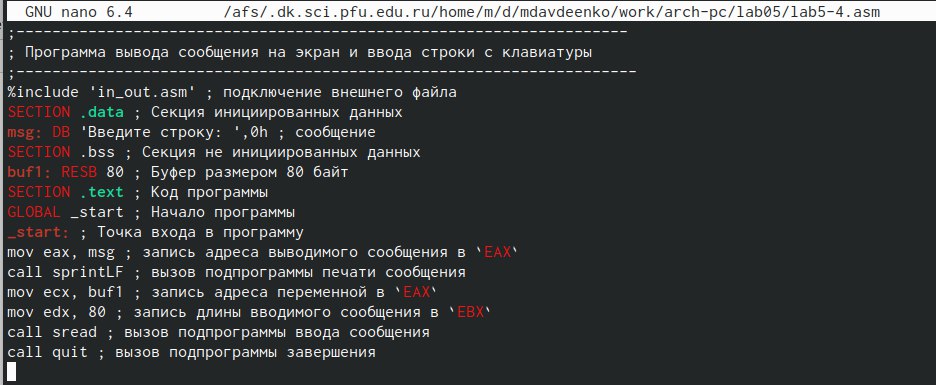 GNU nano 6.4 /afs/.dk.sci.pfu.edu.ru/home/m/d/mdavdeenko/work/arch-pc/lab05/lab5-4.asm
;--------------------------------------------------------------------
; Программа вывода сообщения на экран и ввода строки с клавиатуры
;---------------------------------------------------------------------
%include 'in_out.asm' ; подключение внешнего файла
SECTION .data ; Секция инициированных данных
msg: DB 'Введите строку: ',0h ; сообщение
SECTION .bss ; Секция не инициированных данных
buf1: RESB 80 ; Буфер размером 80 байт
SECTION .text ; Код программы
GLOBAL _start ; Начало программы
_start: ; Точка входа в программу
mov eax, msg ; запись адреса выводимого сообщения в `EAX`
call sprintLF ; вызов подпрограммы печати сообщения
mov ecx, buf1 ; запись адреса переменной в `EAX`
mov edx, 80 ; запись длины вводимого сообщения в `EBX`
call sread ; вызов подпрограммы ввода сообщения
call quit ; вызов подпрограммы завершения